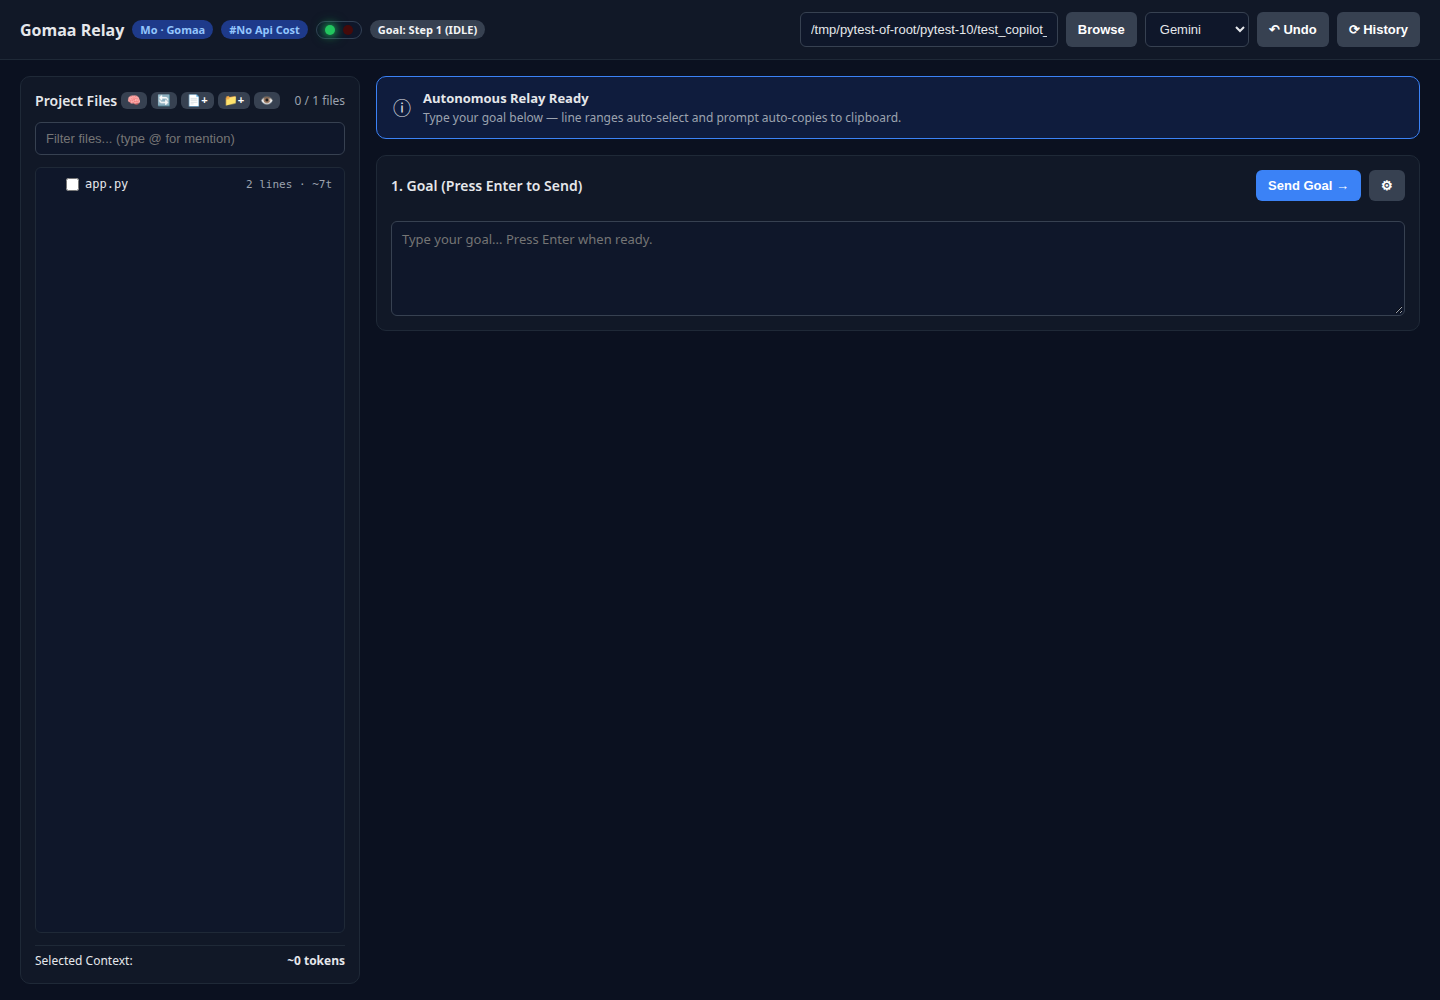 Gomaa Relay
Mo · Gomaa
#No Api Cost
Goal: Step 1 (IDLE)
/tmp/pytest-of-root/pytest-10/test_copilot_
Browse
Gemini
↶ Undo
⟳ History
Project Files
0 / 1 files
Filter files... (type @ for mention)
app.py
2 lines · ~7t
Selected Context:
~0 tokens
Autonomous Relay Ready
Type your goal below — line ranges auto-select and prompt auto-copies to clipboard.
1. Goal (Press Enter to Send)
Send Goal →
Type your goal... Press Enter when ready.